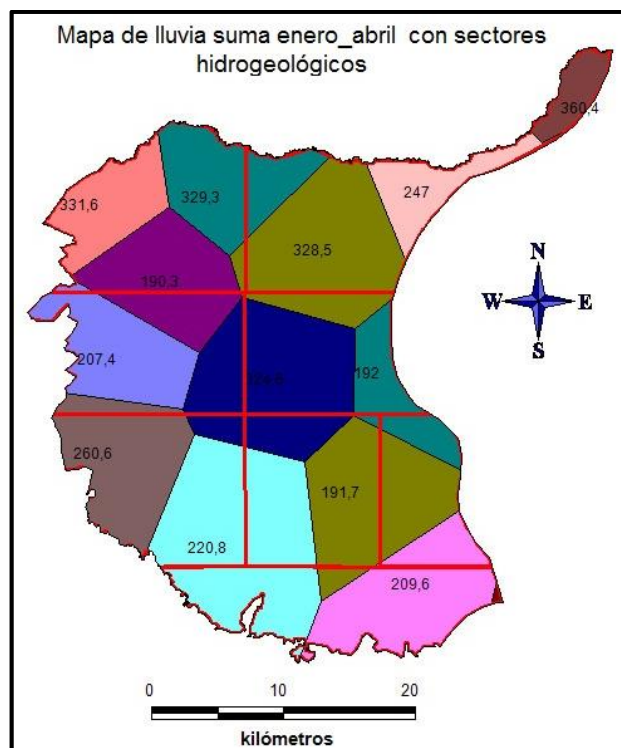 Mapa de lluvia suma enero_abril con sectores
hidrogeológicos
360,4
331,6
329,3
247
328,5
190,3
N
W
E
S
207,4
192
260,6
191,7
220,8
209,6
0
10
20
kilómetros